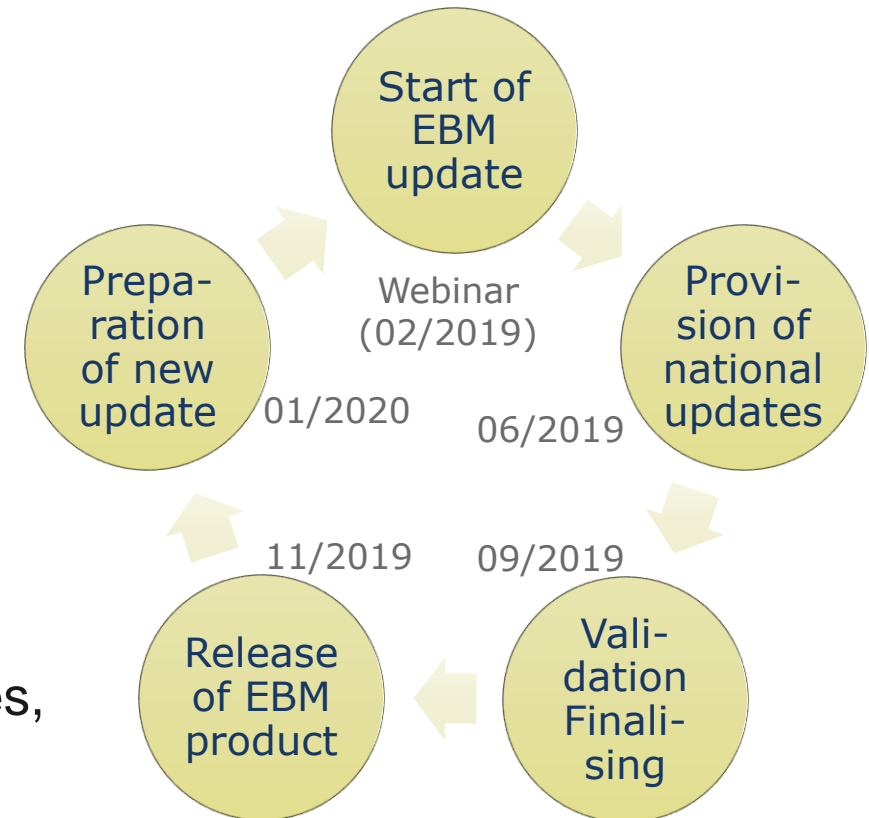 Start of
EBM
update
Webinar
(02/2019)
Provi-
sion of
national
updates
06/2019
09/2019
Vali-
dation
Finali-
sing
11/2019
Release
of EBM
product
Prepa-
ration
of new
update
01/2020
s,